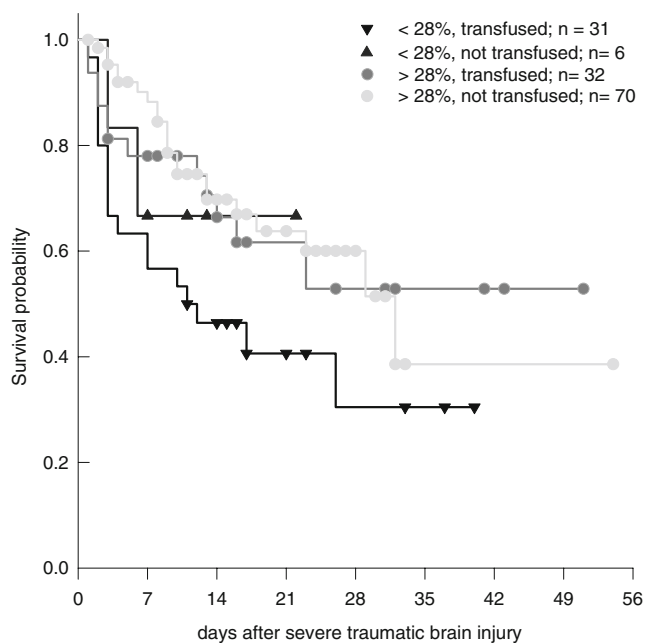 < 28%, transfused; n = 31
< 28%, not transfused; n= 6
> 28%, transfused; n= 32
> 28%, not transfused; n= 70
1.0
0.8
0.6
0.4
0.2
0.0
Survival probability
0 7 14 21 28 35 42 49 56
days after severe traumatic brain injury